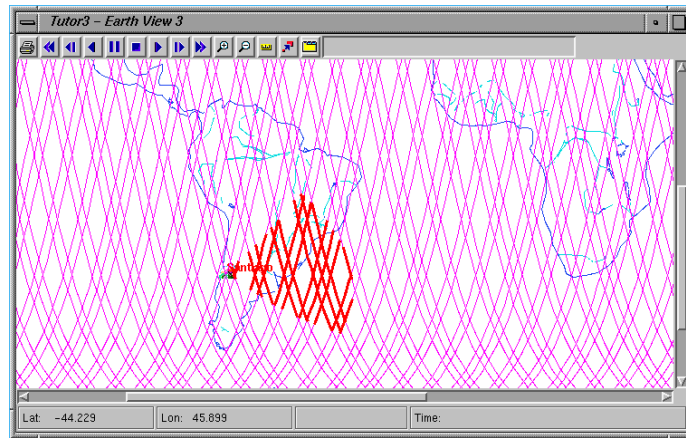 Tutor3 – Earth View 3
Santiago
Lat: -44.229
Lon: 45.899
Time: